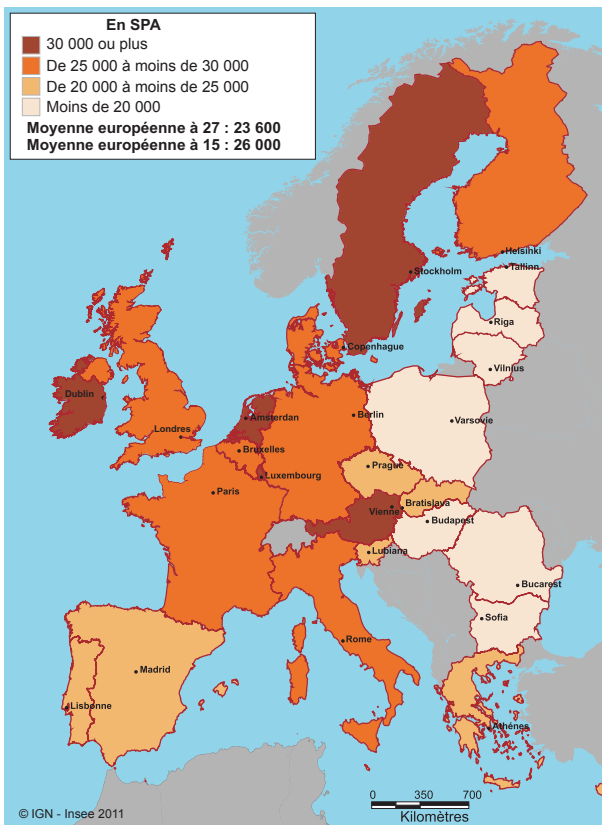 En SPA
30 000 ou plus
De 25 000 à moins de 30 000
De 20 000 à moins de 25 000
Moins de 20 000
Moyenne européenne à 27 : 23 600
Moyenne européenne à 15 : 26 000
Helsinki
Tallinn
Stockholm
Riga
Copenhague
Vilnius
Dublin
Amsterdan
Berlin
Varsovie
Londres
Bruxelles
Prague
Luxembourg
Paris
Bratislava
Vienne
Budapest
Lubiana
Bucarest
Sofia
Rome
Madrid
Lisbonne
Athénes
0 350 700
Kilomètres
© IGN - Insee 2011